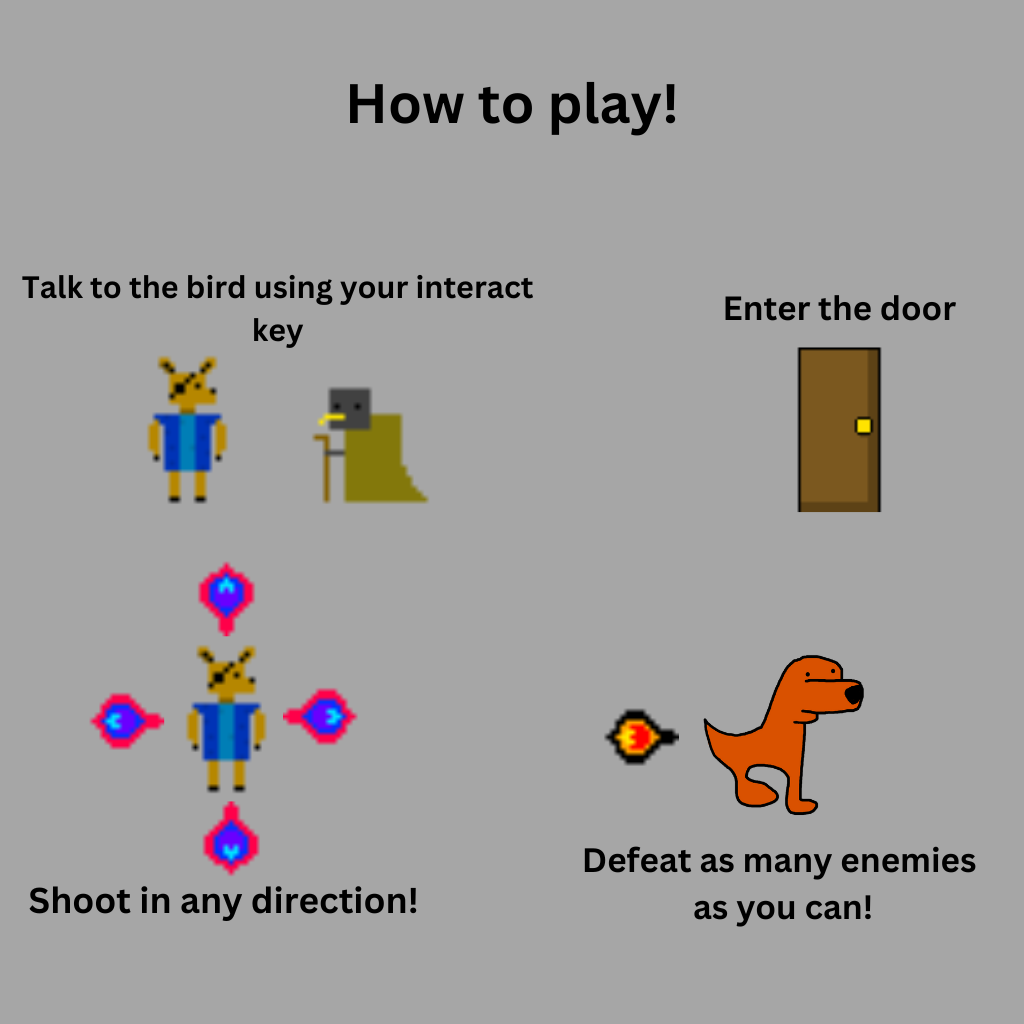 How to play!
Talk to the bird using your interact
key
Enter the door
Shoot in any direction!
Defeat as many enemies
as you can!